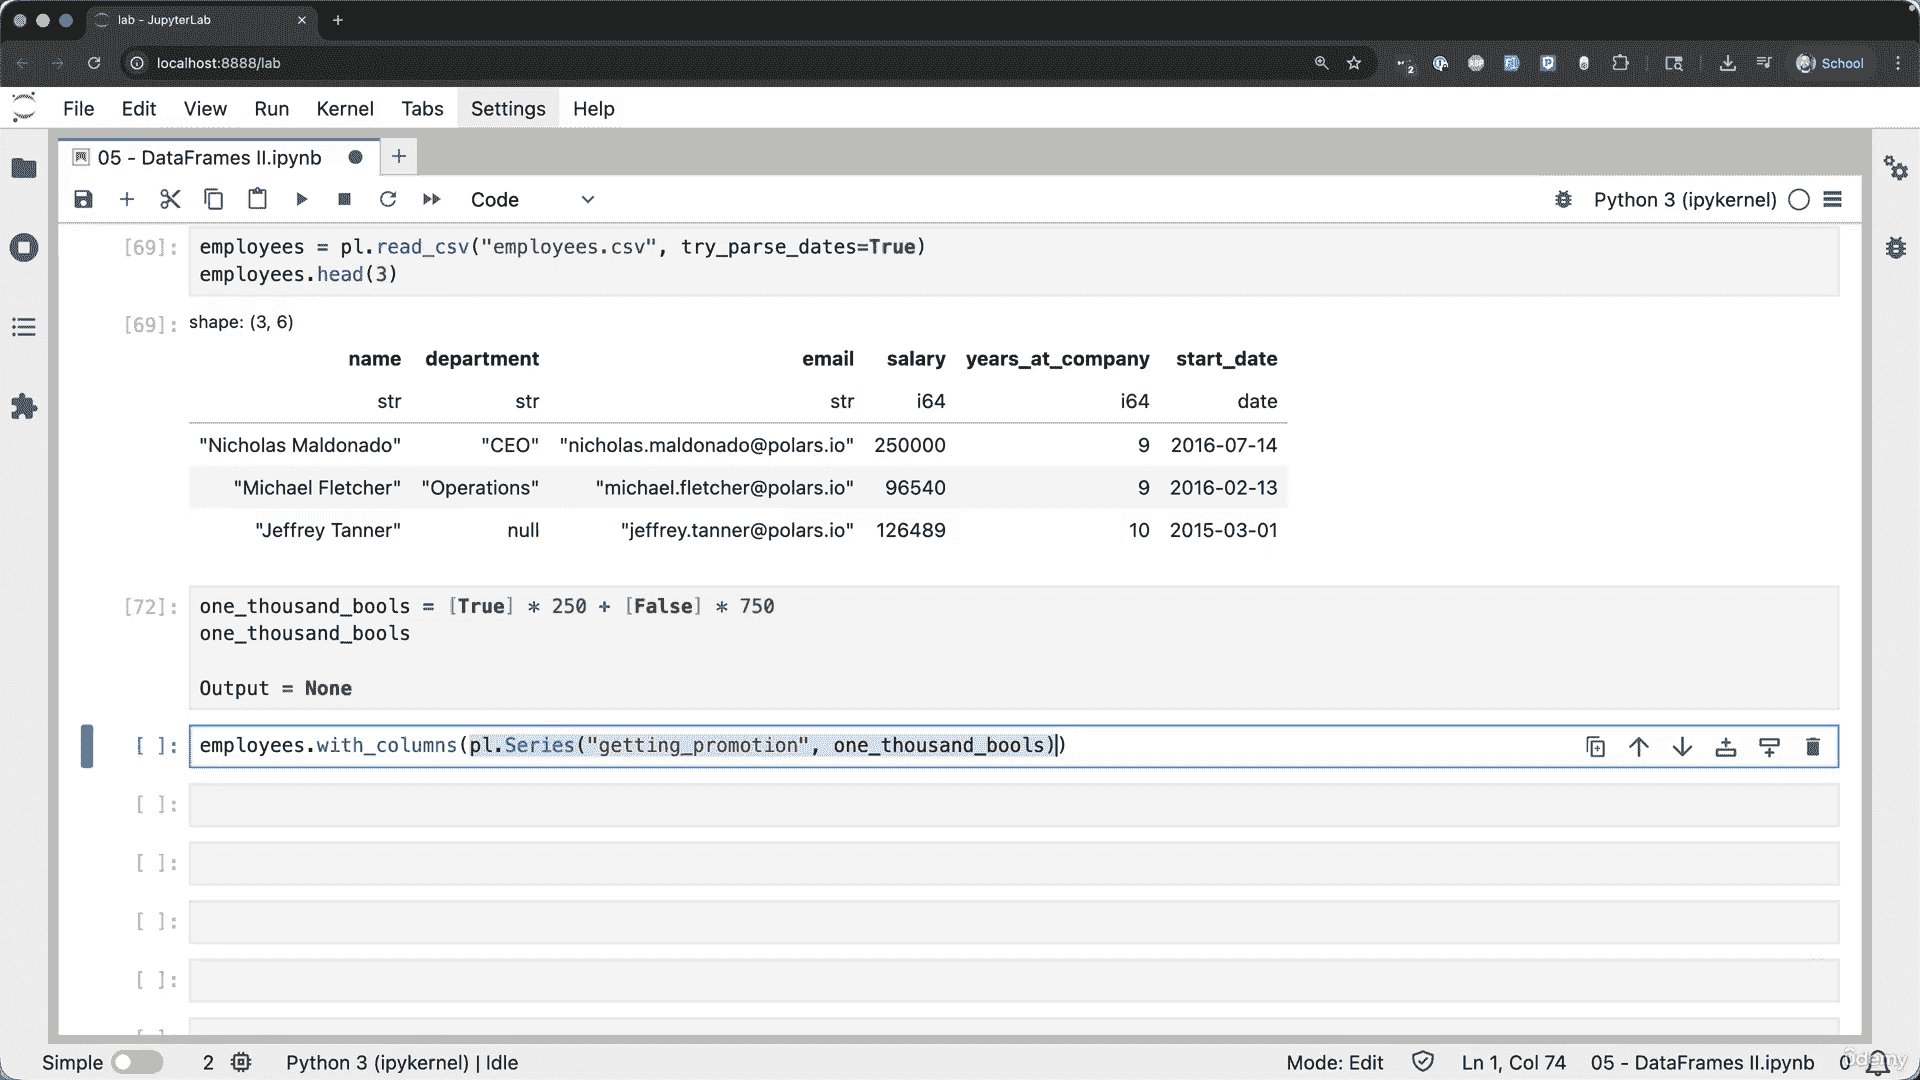 lab - JupyterLab
localhost:8888/lab
2
School
File Edit View Run Kernel Tabs Settings Help
05 - DataFrames II.ipynb
Code
Python 3 (ipykernel)
[69]: employees = pl.read_csv("employees.csv", try_parse_dates=True)
employees.head(3)
[69]: shape: (3, 6)
name department email salary years_at_company start_date
str str str i64 i64 date
"Nicholas Maldonado" "CEO" "nicholas.maldonado@polars.io" 250000 9 2016-07-14
"Michael Fletcher" "Operations" "michael.fletcher@polars.io" 96540 9 2016-02-13
"Jeffrey Tanner" null "jeffrey.tanner@polars.io" 126489 10 2015-03-01
[72]: one_thousand_bools = [True] * 250 + [False] * 750
one_thousand_bools
Output = None
[ ]: employees.with_columns(pl.Series("getting_promotion", one_thousand_bools))
[ ]:
[ ]:
[ ]:
[ ]:
Simple 2 Python 3 (ipykernel) | Idle Mode: Edit Ln 1, Col 74 05 - DataFrames II.ipynb 0
udemy